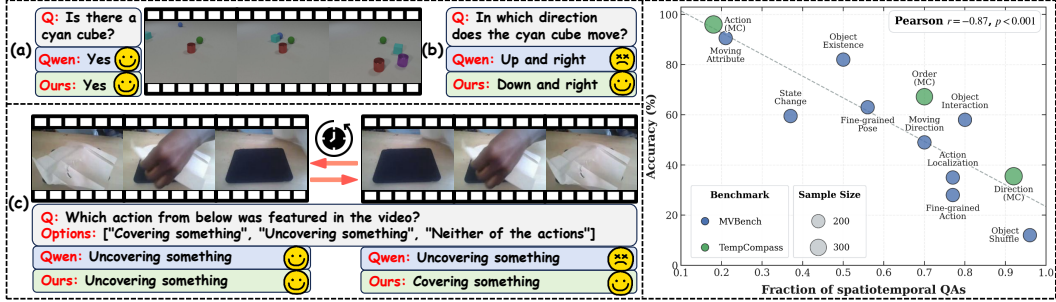 (a)
Q: Is there a
cyan cube?
Qwen: Yes
Ours: Yes
(b)
Q: In which direction
does the cyan cube move?
Qwen: Up and right
Ours: Down and right
(c)
Q: Which action from below was featured in the video?
Options: ["Covering something", "Uncovering something", "Neither of the actions"]
Qwen: Uncovering something
Ours: Uncovering something
Qwen: Uncovering something
Ours: Covering something
Accuracy (%)
100
80
60
40
20
0
Pearson r = −0.87, p < 0.001
Action
(MC)
Moving
Attribute
Object
Existence
State
Change
Fine-grained
Pose
Order
(MC)
Object
Interaction
Moving
Direction
Action
Localization
Fine-grained
Action
Direction
(MC)
Object
Shuffle
Benchmark
MVBench
TempCompass
Sample Size
200
300
0.1 0.2 0.3 0.4 0.5 0.6 0.7 0.8 0.9 1.0
Fraction of spatiotemporal QAs